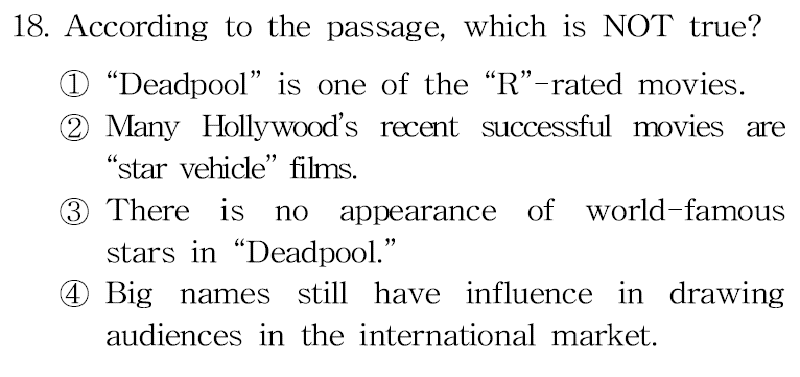 18. According to the passage, which is NOT true?
① “Deadpool” is one of the “R”-rated movies.
② Many Hollywood’s recent successful movies are
“star vehicle” films.
③ There is no appearance of world-famous
stars in “Deadpool.”
④ Big names still have influence in drawing
audiences in the international market.